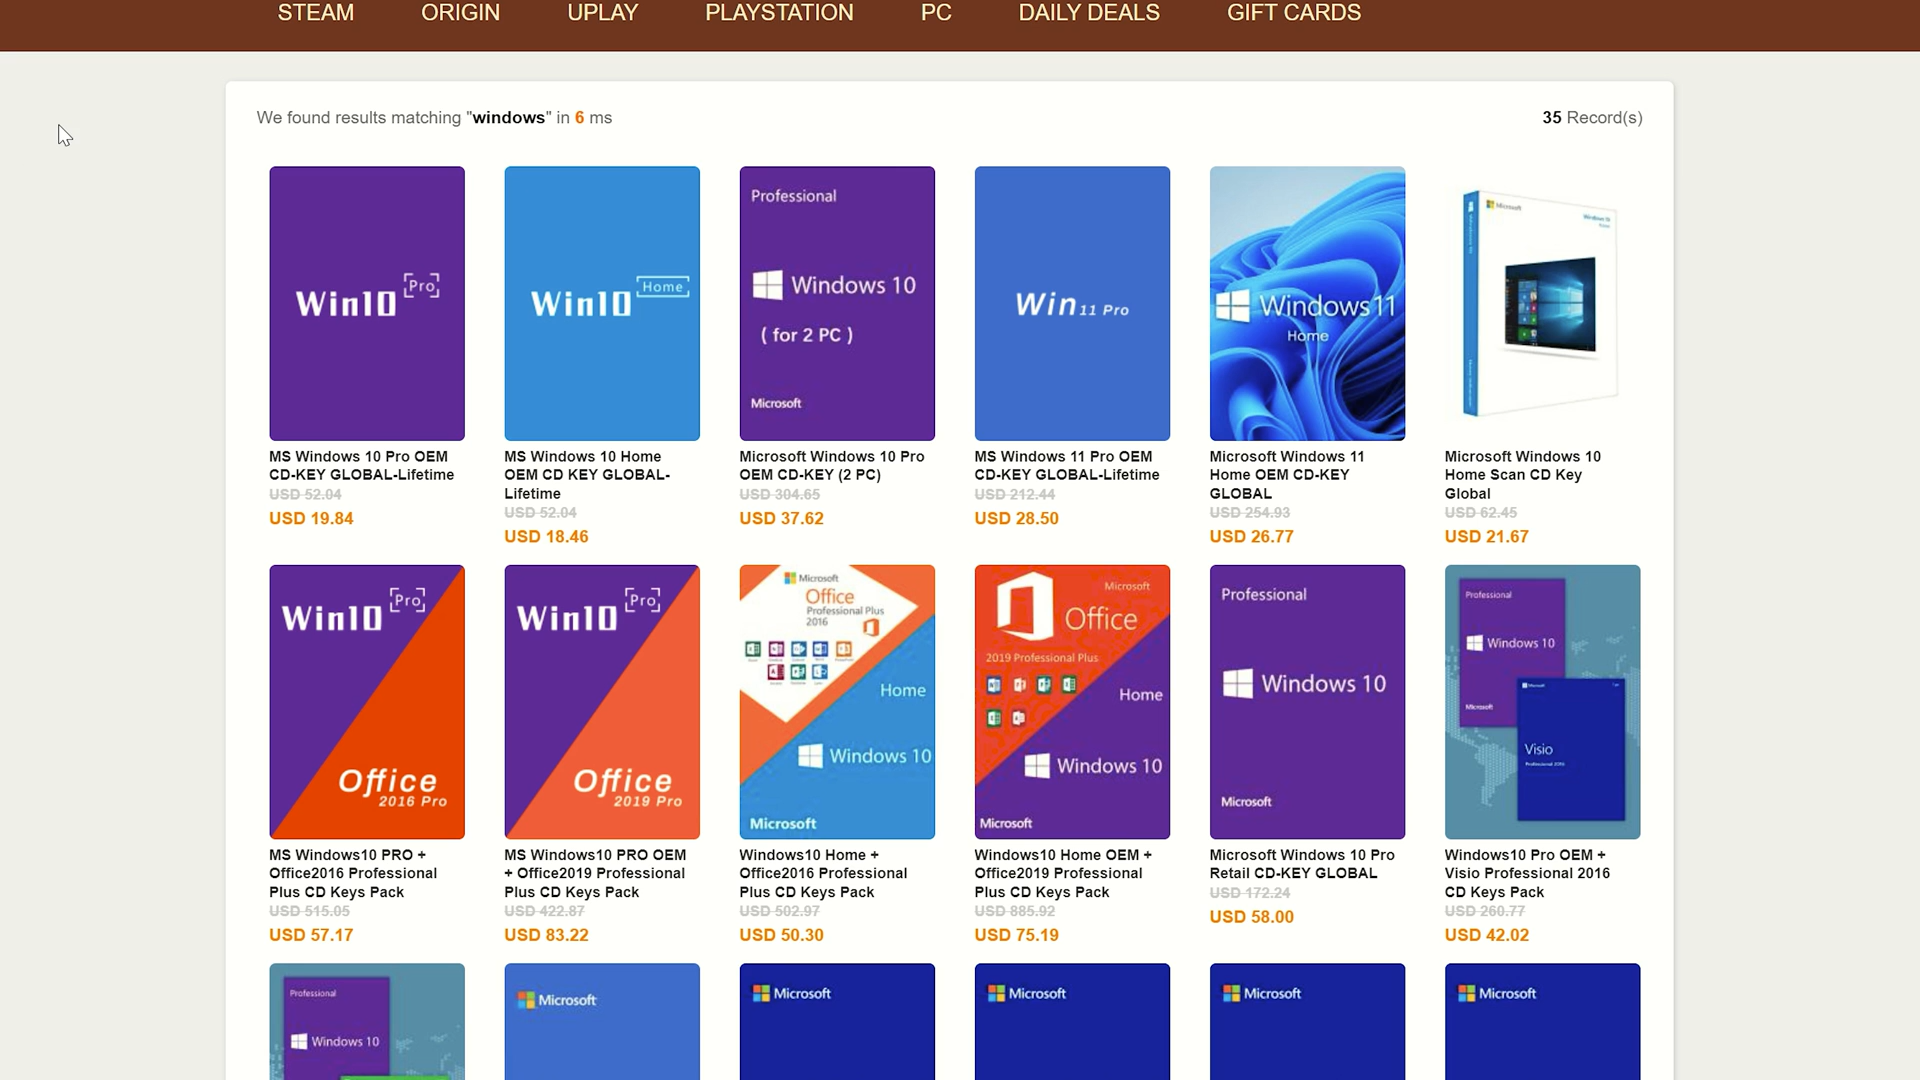 STEAM ORIGIN UPLAY PLAYSTATION PC DAILY DEALS GIFT CARDS
We found results matching "windows" in 6 ms
35 Record(s)
Win10 Pro
Win10 Home
Professional
Windows 10
( for 2 PC )
Microsoft
Win 11 Pro
Windows 11
Home
Microsoft
Windows 10
MS Windows 10 Pro OEM
CD-KEY GLOBAL-Lifetime
USD 52.04
USD 19.84
MS Windows 10 Home
OEM CD KEY GLOBAL-
Lifetime
USD 52.04
USD 18.46
Microsoft Windows 10 Pro
OEM CD-KEY (2 PC)
USD 304.65
USD 37.62
MS Windows 11 Pro OEM
CD-KEY GLOBAL-Lifetime
USD 212.44
USD 28.50
Microsoft Windows 11
Home OEM CD-KEY
GLOBAL
USD 254.93
USD 26.77
Microsoft Windows 10
Home Scan CD Key
Global
USD 62.45
USD 21.67
Win10 Pro
Office
2016 Pro
Win10 Pro
Office
2019 Pro
Microsoft
Office
Professional Plus
2016
Home
Windows 10
Microsoft
Microsoft
Office
2019 Professional Plus
Home
Windows 10
Microsoft
Professional
Windows 10
Microsoft
Professional
Windows 10
Microsoft
Visio
Professional 2016
MS Windows10 PRO +
Office2016 Professional
Plus CD Keys Pack
USD 515.05
USD 57.17
MS Windows10 PRO OEM
+ Office2019 Professional
Plus CD Keys Pack
USD 422.87
USD 83.22
Windows10 Home +
Office2016 Professional
Plus CD Keys Pack
USD 502.97
USD 50.30
Windows10 Home OEM +
Office2019 Professional
Plus CD Keys Pack
USD 885.92
USD 75.19
Microsoft Windows 10 Pro
Retail CD-KEY GLOBAL
USD 172.24
USD 58.00
Windows10 Pro OEM +
Visio Professional 2016
CD Keys Pack
USD 260.77
USD 42.02
Professional
Windows 10
Microsoft
Microsoft
Microsoft
Microsoft
Microsoft